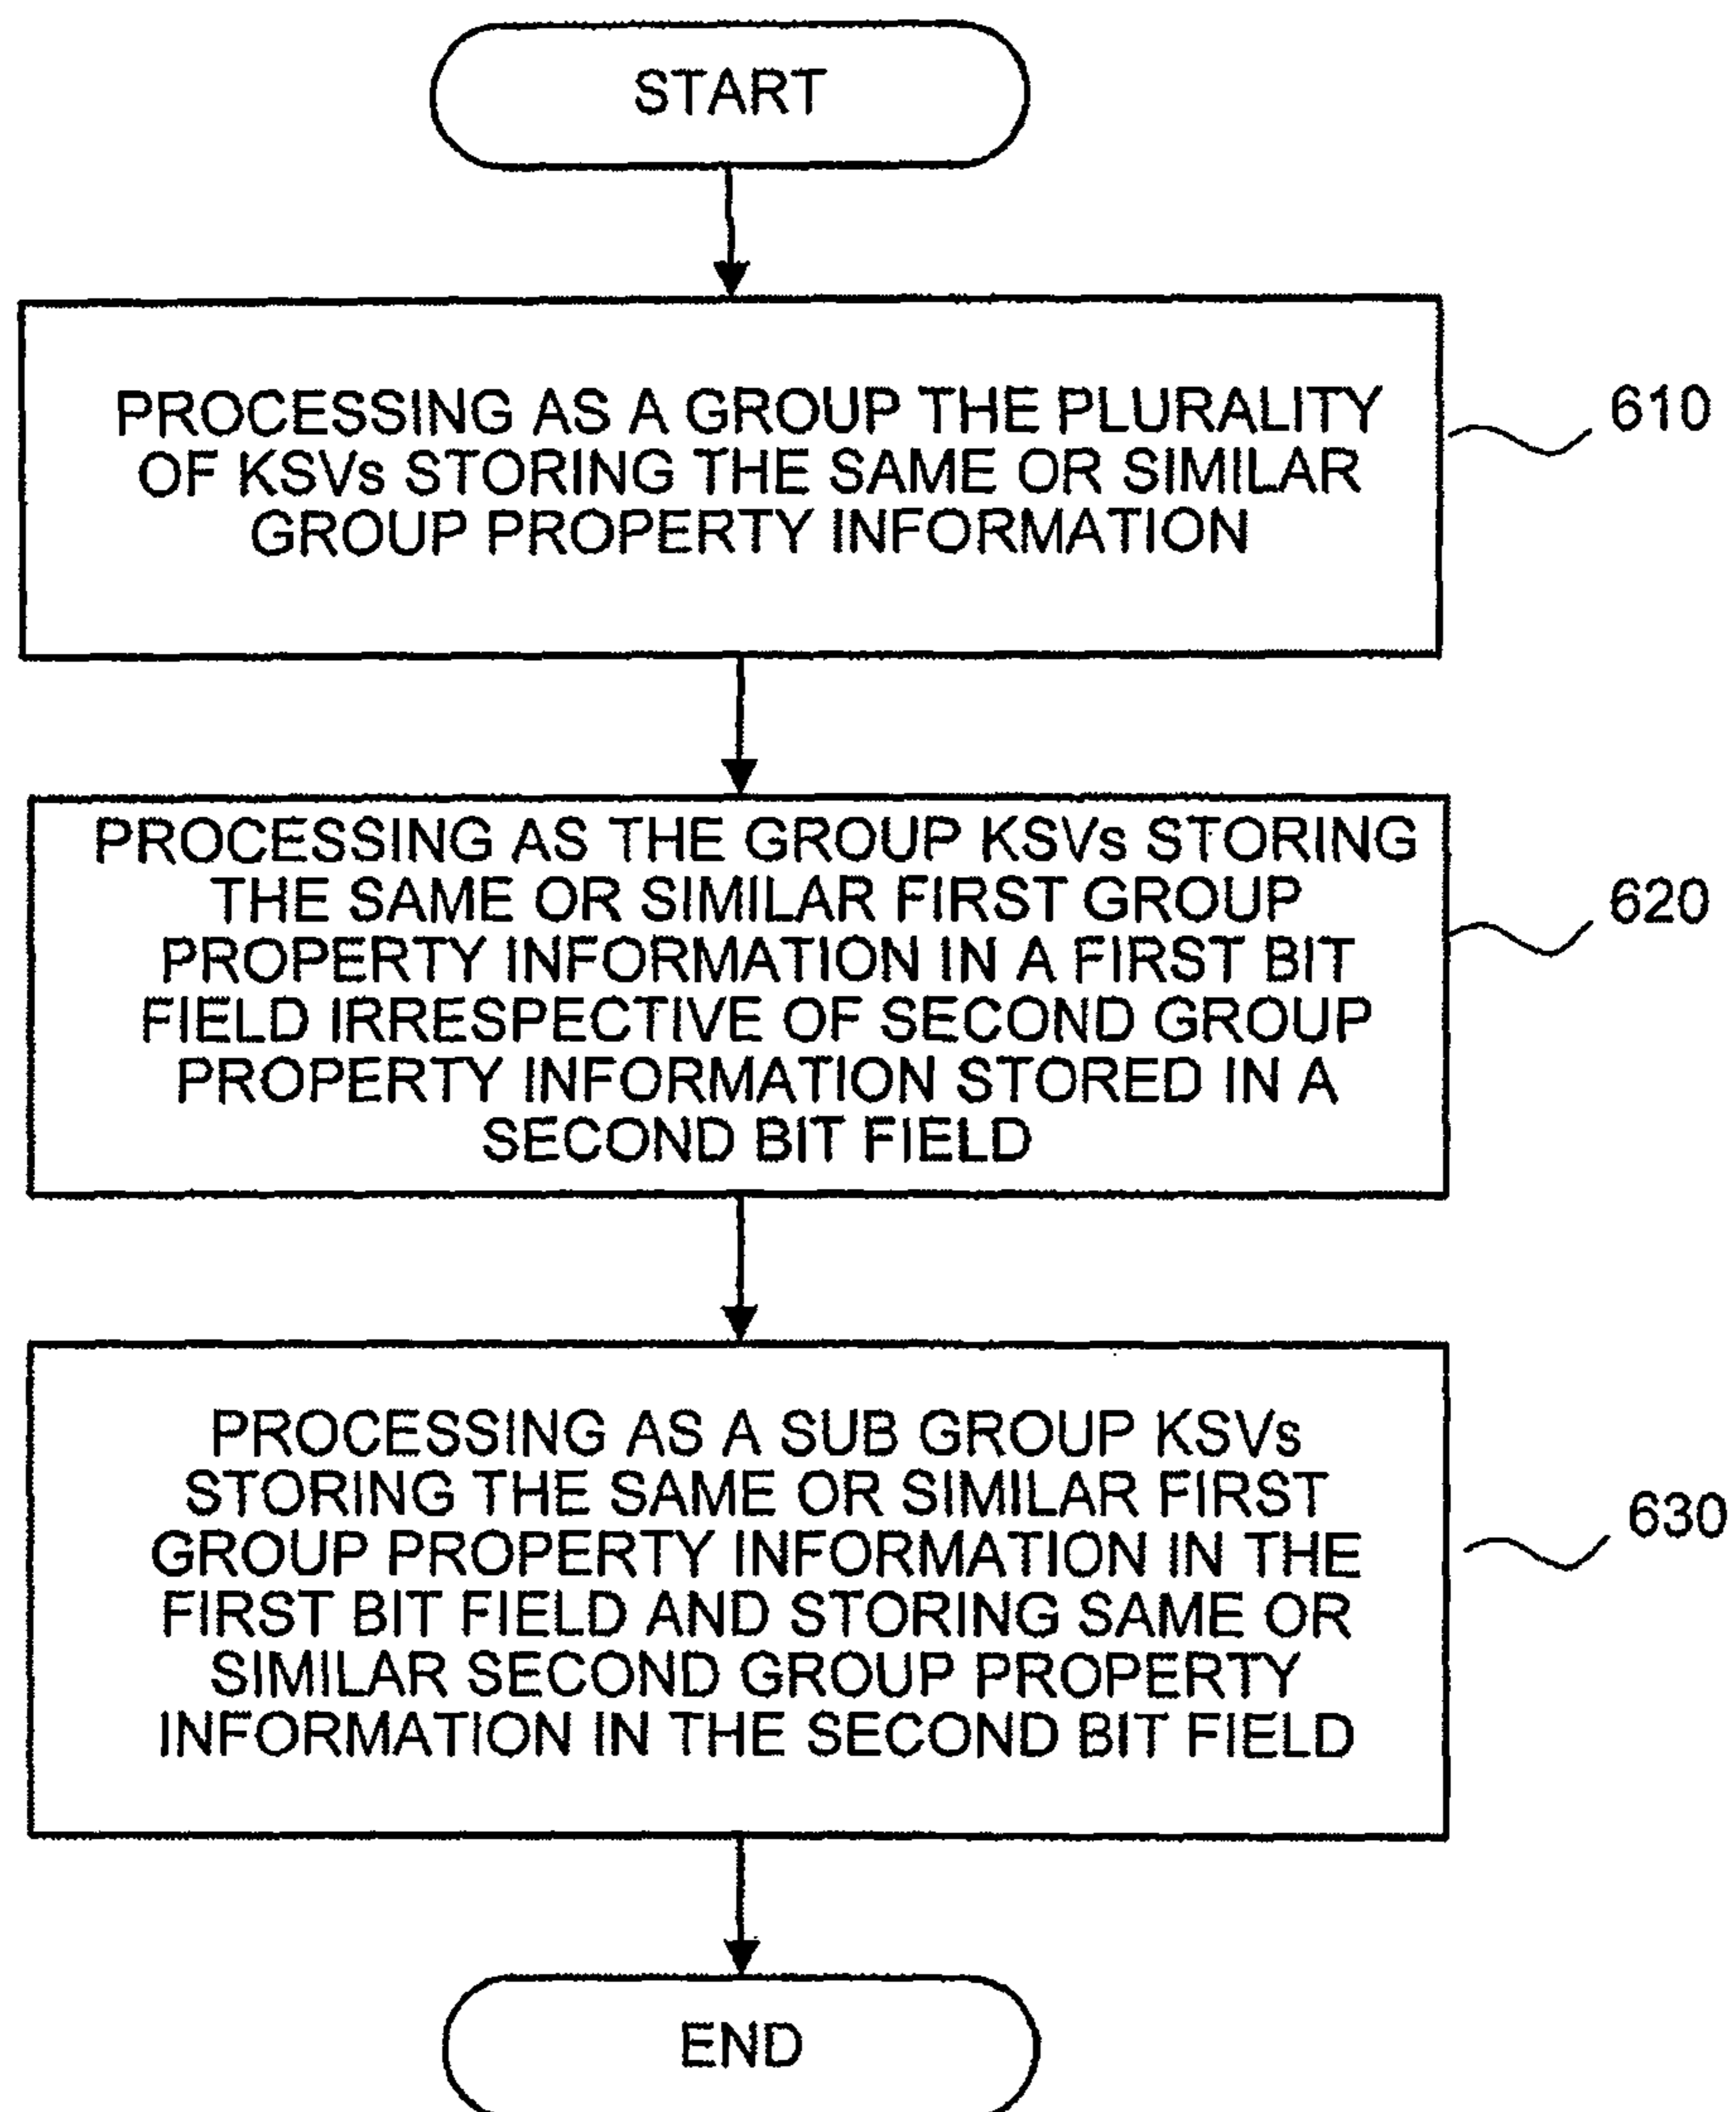 START
PROCESSING AS A GROUP THE PLURALITY
OF KSVs STORING THE SAME OR SIMILAR
GROUP PROPERTY INFORMATION
610
PROCESSING AS THE GROUP KSVs STORING
THE SAME OR SIMILAR FIRST GROUP
PROPERTY INFORMATION IN A FIRST BIT
FIELD IRRESPECTIVE OF SECOND GROUP
PROPERTY INFORMATION STORED IN A
SECOND BIT FIELD
620
PROCESSING AS A SUB GROUP KSVs
STORING THE SAME OR SIMILAR FIRST
GROUP PROPERTY INFORMATION IN THE
FIRST BIT FIELD AND STORING SAME OR
SIMILAR SECOND GROUP PROPERTY
INFORMATION IN THE SECOND BIT FIELD
630
END